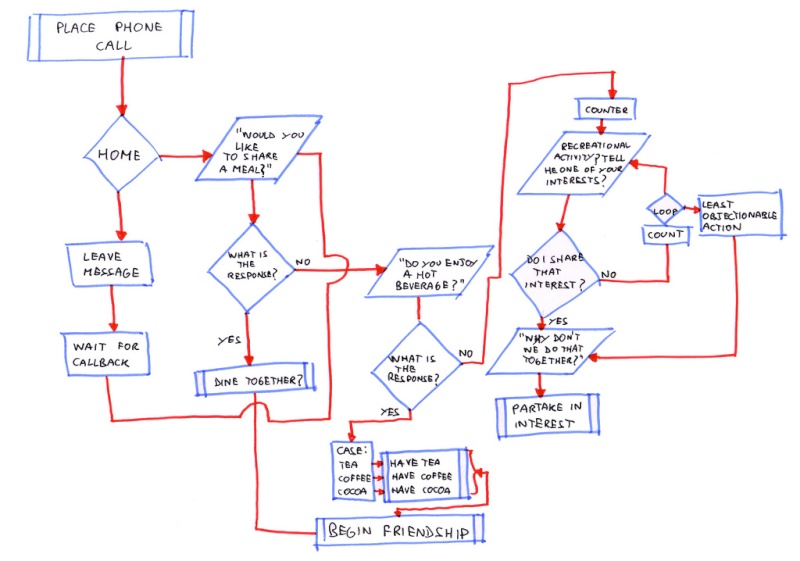 PLACE PHONE
CALL
HOME
"WOULD YOU
LIKE
TO SHARE
A MEAL?"
LEAVE
MESSAGE
WAIT FOR
CALLBACK
WHAT IS
THE
RESPONSE?
NO
YES
DINE TOGETHER?
"DO YOU ENJOY
A HOT
BEVERAGE?"
WHAT IS
THE
RESPONSE?
NO
YES
CASE:
TEA
COFFEE
COCOA
HAVE TEA
HAVE COFFEE
HAVE COCOA
BEGIN FRIENDSHIP
COUNTER
RECREATIONAL
ACTIVITY? TELL
ME ONE OF YOUR
INTERESTS?
LOOP
COUNT
LEAST
OBJECTIONABLE
ACTION
DO I SHARE
THAT
INTEREST?
NO
YES
"WHY DON'T
WE DO THAT
TOGETHER?"
PARTAKE IN
INTEREST